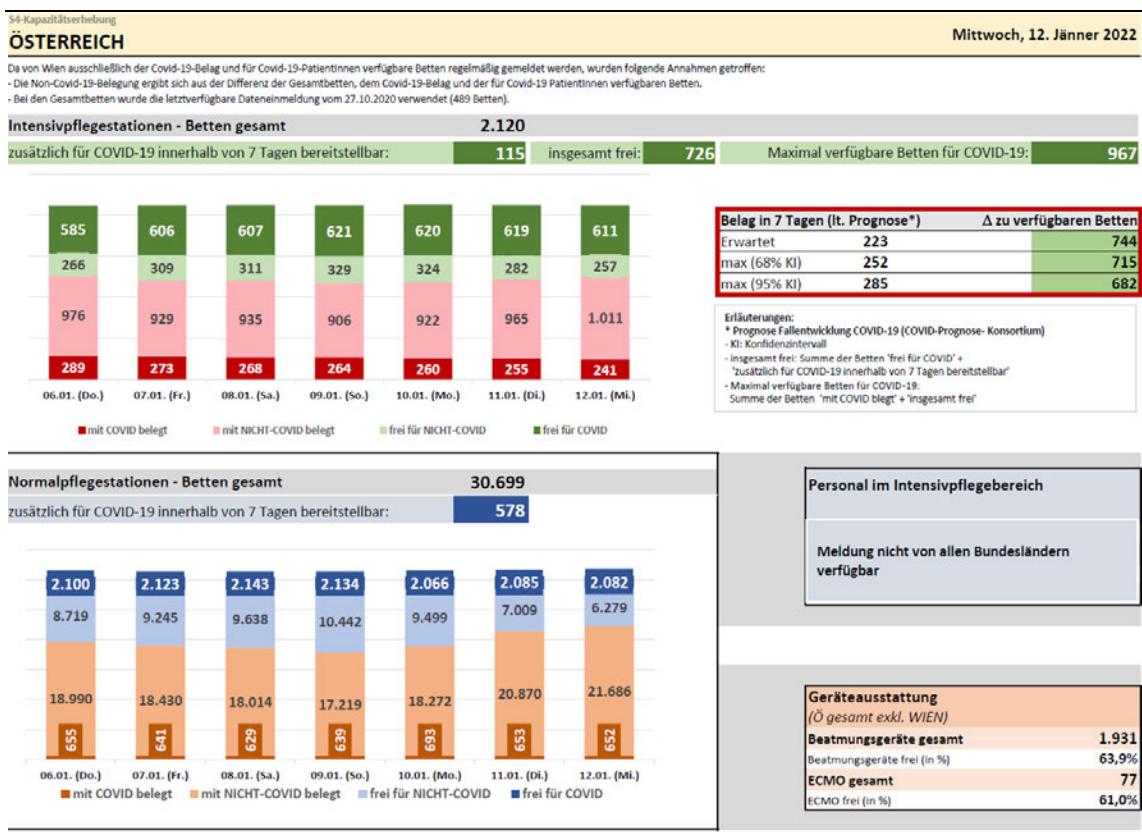 S4-Kapazitätserhebung
ÖSTERREICH
Mittwoch, 12. Jänner 2022
Da von Wien ausschließlich der Covid-19-Belag und für Covid-19-PatientInnen verfügbare Betten regelmäßig gemeldet werden, wurden folgende Annahmen getroffen:
- Die Non-Covid-19-Belegung ergibt sich aus der Differenz der Gesamtbetten, dem Covid-19-Belag und der für Covid-19 PatientInnen verfügbaren Betten.
- Bei den Gesamtbetten wurde die letztverfügbare Dateneinmeldung vom 27.10.2020 verwendet (489 Betten).
Intensivpflegestationen - Betten gesamt 2.120
zusätzlich für COVID-19 innerhalb von 7 Tagen bereitstellbar: 115 insgesamt frei: 726 Maximal verfügbare Betten für COVID-19: 967
585 606 607 621 620 619 611
266 309 311 329 324 282 257
976 929 935 906 922 965 1.011
289 273 268 264 260 255 241
06.01. (Do.) 07.01. (Fr.) 08.01. (Sa.) 09.01. (So.) 10.01. (Mo.) 11.01. (Di.) 12.01. (Mi.)
mit COVID belegt mit NICHT-COVID belegt frei für NICHT-COVID frei für COVID
Belag in 7 Tagen (lt. Prognose*) Δ zu verfügbaren Betten
Erwartet 223 744
max (68% KI) 252 715
max (95% KI) 285 682
Erläuterungen:
* Prognose Fallentwicklung COVID-19 (COVID-Prognose- Konsortium)
- KI: Konfidenzintervall
- insgesamt frei: Summe der Betten 'frei für COVID' +
'zusätzlich für COVID-19 innerhalb von 7 Tagen bereitstellbar'
- Maximal verfügbare Betten für COVID-19:
Summe der Betten 'mit COVID blegt' + 'insgesamt frei'
Normalpflegestationen - Betten gesamt 30.699
zusätzlich für COVID-19 innerhalb von 7 Tagen bereitstellbar: 578
2.100 2.123 2.143 2.134 2.066 2.085 2.082
8.719 9.245 9.638 10.442 9.499 7.009 6.279
18.990 18.430 18.014 17.219 18.272 20.870 21.686
655 641 629 639 693 653 652
06.01. (Do.) 07.01. (Fr.) 08.01. (Sa.) 09.01. (So.) 10.01. (Mo.) 11.01. (Di.) 12.01. (Mi.)
mit COVID belegt mit NICHT-COVID belegt frei für NICHT-COVID frei für COVID
Personal im Intensivpflegebereich
Meldung nicht von allen Bundesländern
verfügbar
Geräteausstattung
(Ö gesamt exkl. WIEN)
Beatmungsgeräte gesamt 1.931
Beatmungsgeräte frei (in %) 63,9%
ECMO gesamt 77
ECMO frei (in %) 61,0%